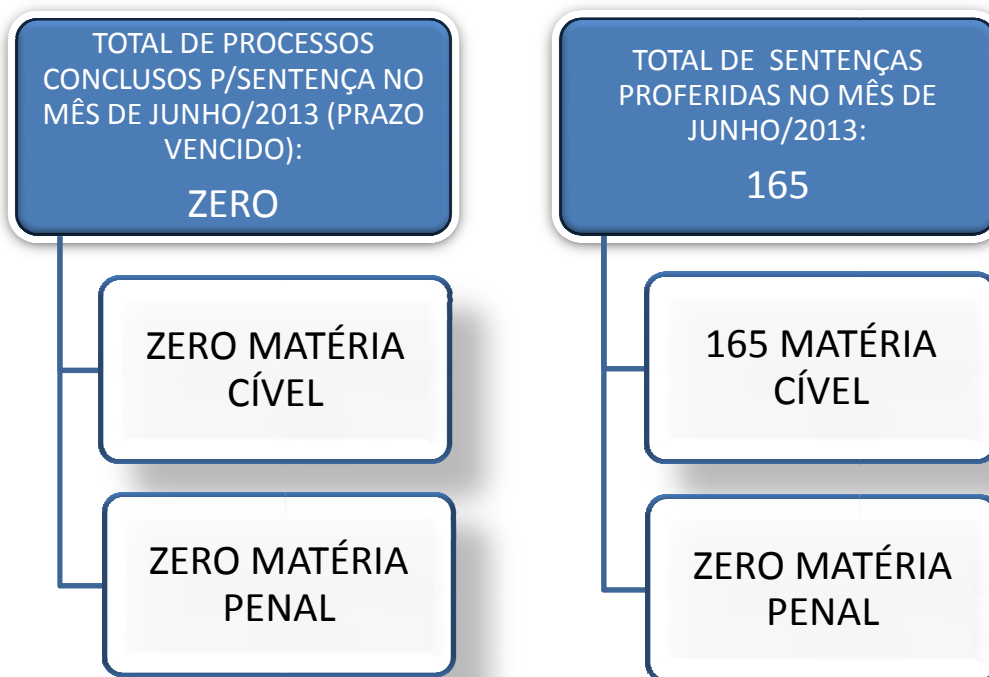 TOTAL DE PROCESSOS
CONCLUSOS P/SENTENÇA NO
MÊS DE JUNHO/2013 (PRAZO
VENCIDO):
ZERO
ZERO MATÉRIA
CÍVEL
ZERO MATÉRIA
PENAL
TOTAL DE SENTENÇAS
PROFERIDAS NO MÊS DE
JUNHO/2013:
165
165 MATÉRIA
CÍVEL
ZERO MATÉRIA
PENAL